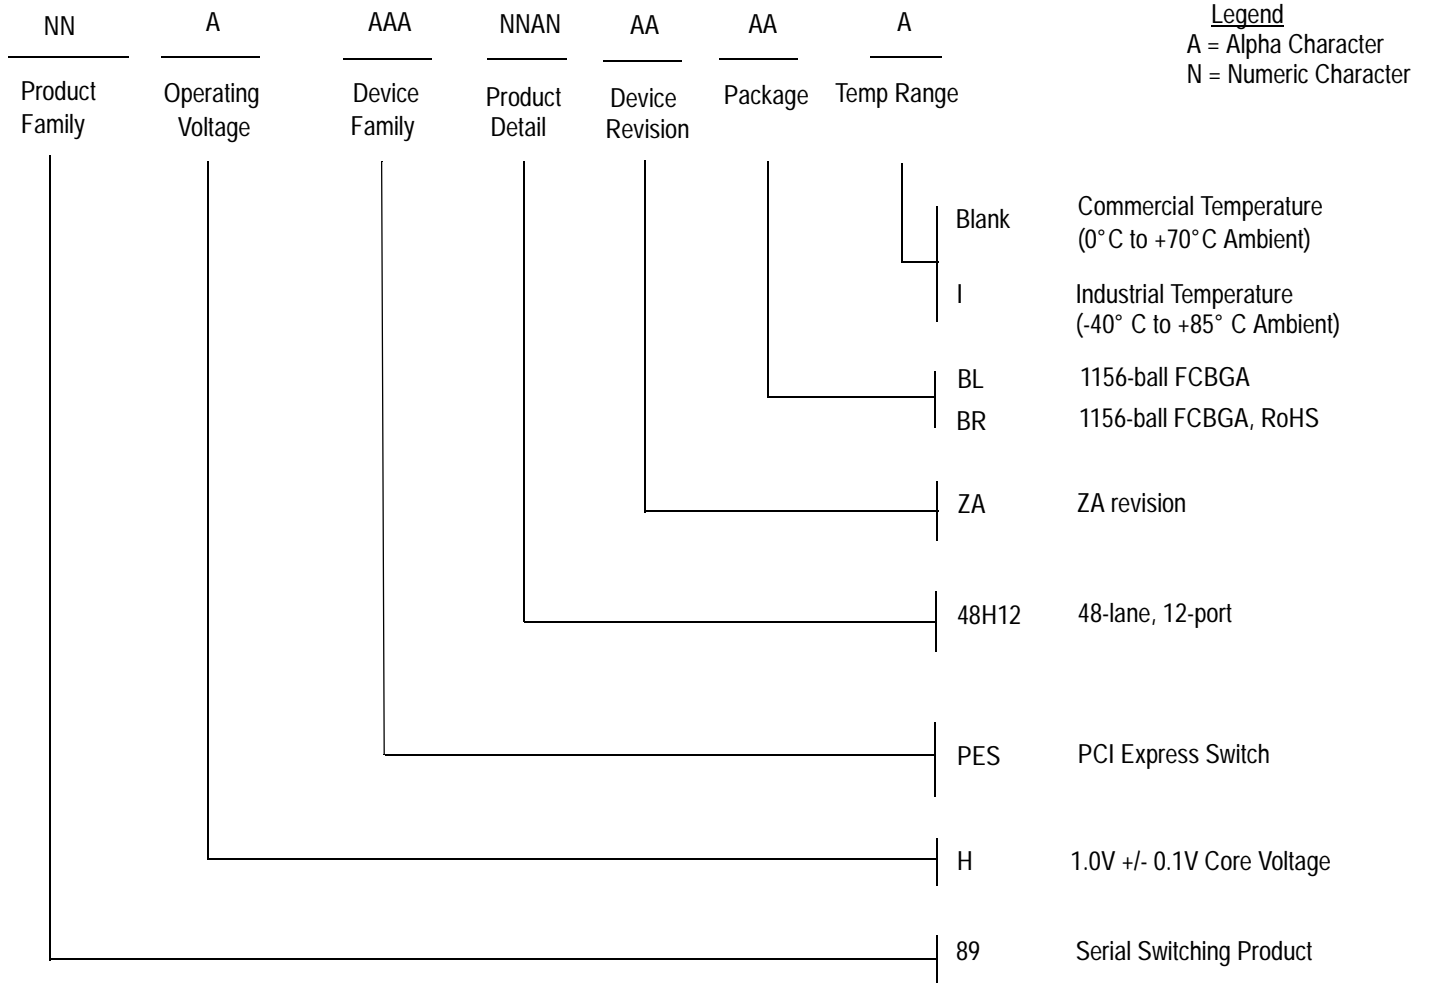 NN A AAA NNAN AA AA A
Legend
A = Alpha Character
N = Numeric Character
Product Family
Operating Voltage
Device Family
Product Detail
Device Revision
Package
Temp Range
Blank Commercial Temperature
(0°C to +70°C Ambient)
I Industrial Temperature
(-40° C to +85° C Ambient)
BL 1156-ball FCBGA
BR 1156-ball FCBGA, RoHS
ZA ZA revision
48H12 48-lane, 12-port
PES PCI Express Switch
H 1.0V +/- 0.1V Core Voltage
89 Serial Switching Product